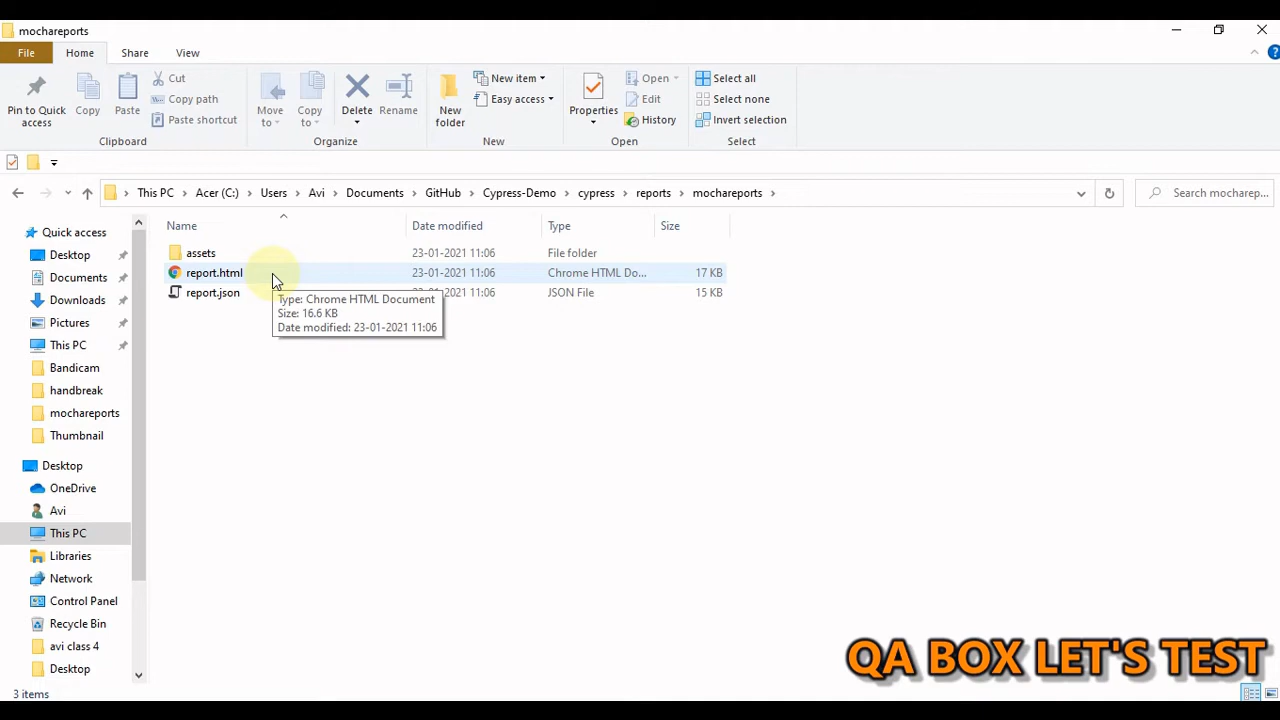 mochareports
File Home Share View
Pin to Quick access
Copy
Paste
Cut
Copy path
Paste shortcut
Clipboard
Move to
Copy to
Delete
Rename
Organize
New folder
New item
Easy access
New
Properties
Open
Edit
History
Open
Select all
Select none
Invert selection
Select
This PC > Acer (C:) > Users > Avi > Documents > GitHub > Cypress-Demo > cypress > reports > mochareports >
Search mocharep...
Name Date modified Type Size
assets 23-01-2021 11:06 File folder
report.html 23-01-2021 11:06 Chrome HTML Do... 17 KB
report.json 23-01-2021 11:06 JSON File 15 KB
Type: Chrome HTML Document
Size: 16.6 KB
Date modified: 23-01-2021 11:06
Quick access
Desktop
Documents
Downloads
Pictures
This PC
Bandicam
handbreak
mochareports
Thumbnail
Desktop
OneDrive
Avi
This PC
Libraries
Network
Control Panel
Recycle Bin
avi class 4
Desktop
QA BOX LET'S TEST
3 items